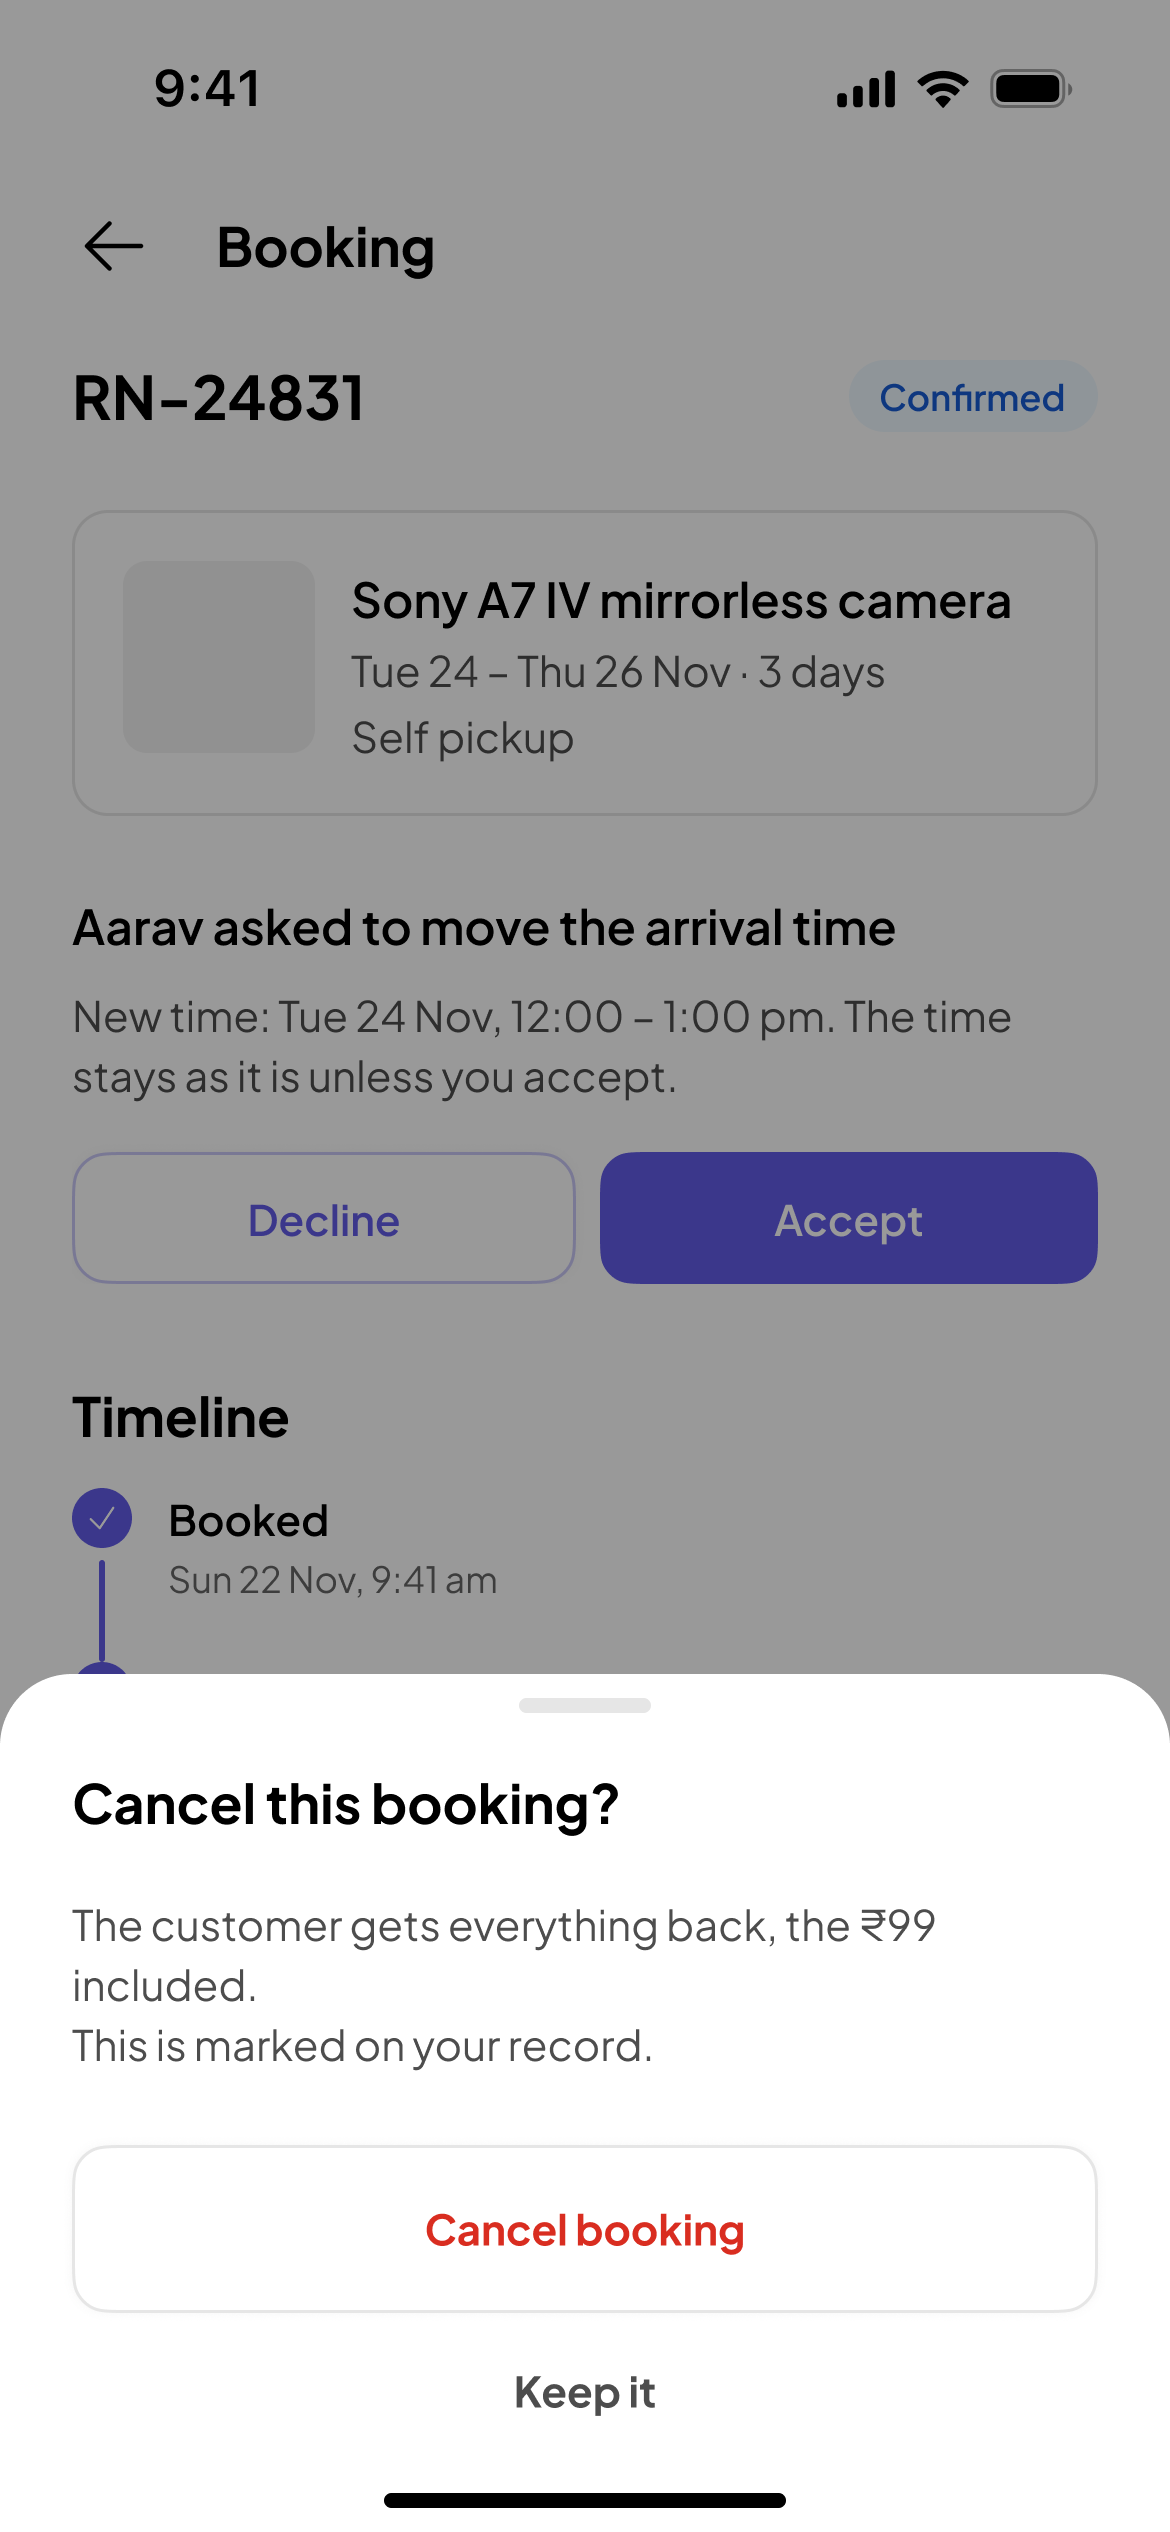 9:41
Booking
RN-24831
Confirmed
Sony A7 IV mirrorless camera
Tue 24 – Thu 26 Nov · 3 days
Self pickup
Aarav asked to move the arrival time
New time: Tue 24 Nov, 12:00 – 1:00 pm. The time
stays as it is unless you accept.
Decline
Accept
Timeline
Booked
Sun 22 Nov, 9:41 am
Cancel this booking?
The customer gets everything back, the ₹99
included.
This is marked on your record.
Cancel booking
Keep it